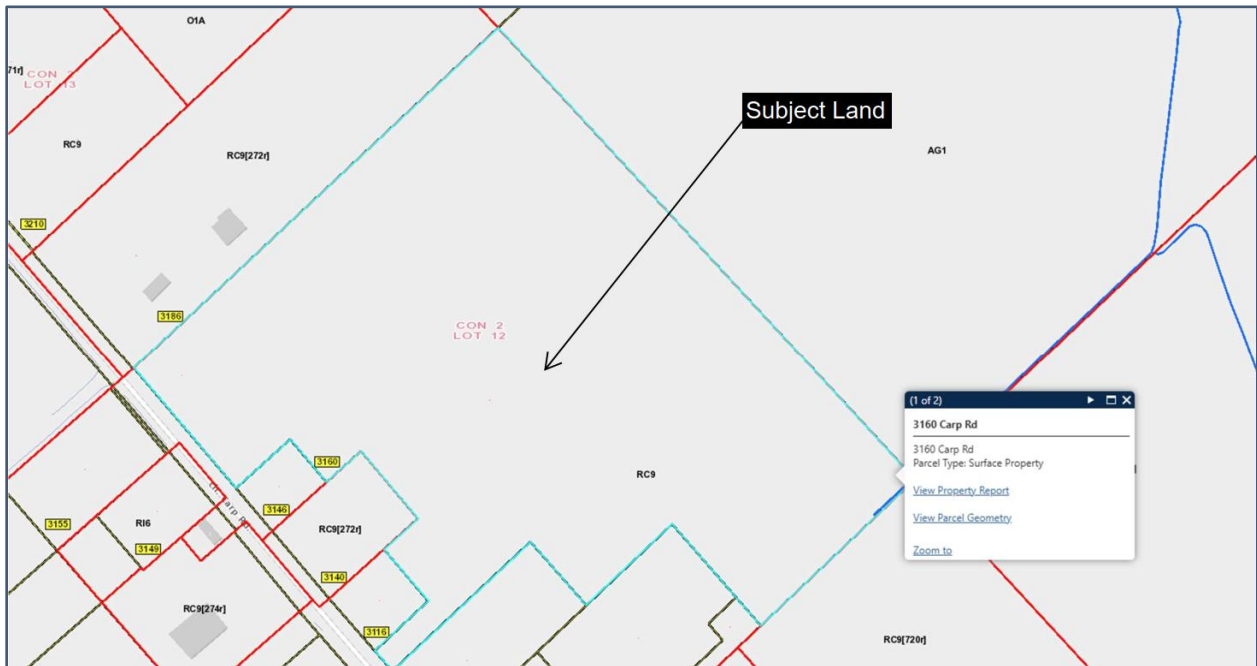 O1A
71r]
CON 2
LOT 13
Subject Land
RC9
RC9[272r]
AG1
3210
3186
CON 2
LOT 12
(1 of 2)
3160 Carp Rd
3160 Carp Rd
Parcel Type: Surface Property
View Property Report
View Parcel Geometry
Zoom to
3160
RC9
3146
RC9[272r]
3155
RI6
3149
3140
RC9[274r]
3116
RC9[720r]